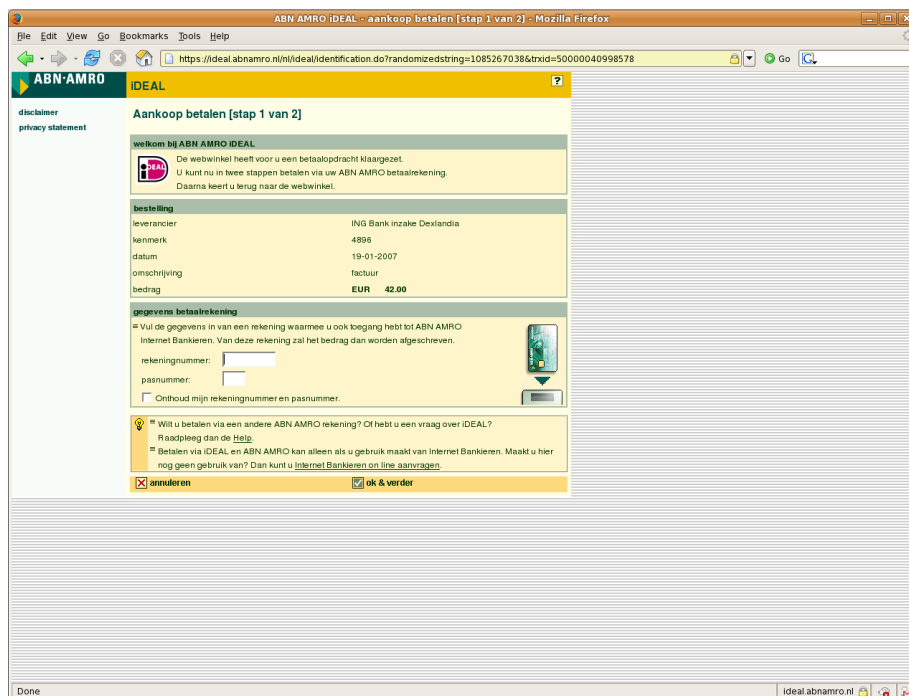 ABN AMRO iDEAL - aankoop betalen [stap 1 van 2] - Mozilla Firefox
File Edit View Go Bookmarks Tools Help
https://ideal.abnamro.nl/nl/ideal/identification.do?randomizedstring=1085267038&trxid=50000040998578
Go
ABN·AMRO
iDEAL
?
disclaimer
privacy statement
Aankoop betalen [stap 1 van 2]
welkom bij ABN AMRO iDEAL
iDEAL
De webwinkel heeft voor u een betaalopdracht klaargezet.
U kunt nu in twee stappen betalen via uw ABN AMRO betaalrekening.
Daarna keert u terug naar de webwinkel.
bestelling
leverancier ING Bank inzake Dexlandia
kenmerk 4896
datum 19-01-2007
omschrijving factuur
bedrag EUR 42.00
gegevens betaalrekening
Vul de gegevens in van een rekening waarmee u ook toegang hebt tot ABN AMRO
Internet Bankieren. Van deze rekening zal het bedrag dan worden afgeschreven.
rekeningnummer:
pasnummer:
Onthoud mijn rekeningnummer en pasnummer.
Wilt u betalen via een andere ABN AMRO rekening? Of hebt u een vraag over iDEAL?
Raadpleeg dan de Help.
Betalen via iDEAL en ABN AMRO kan alleen als u gebruik maakt van Internet Bankieren. Maakt u hier
nog geen gebruik van? Dan kunt u Internet Bankieren on line aanvragen.
annuleren ok & verder
Done ideal.abnamro.nl